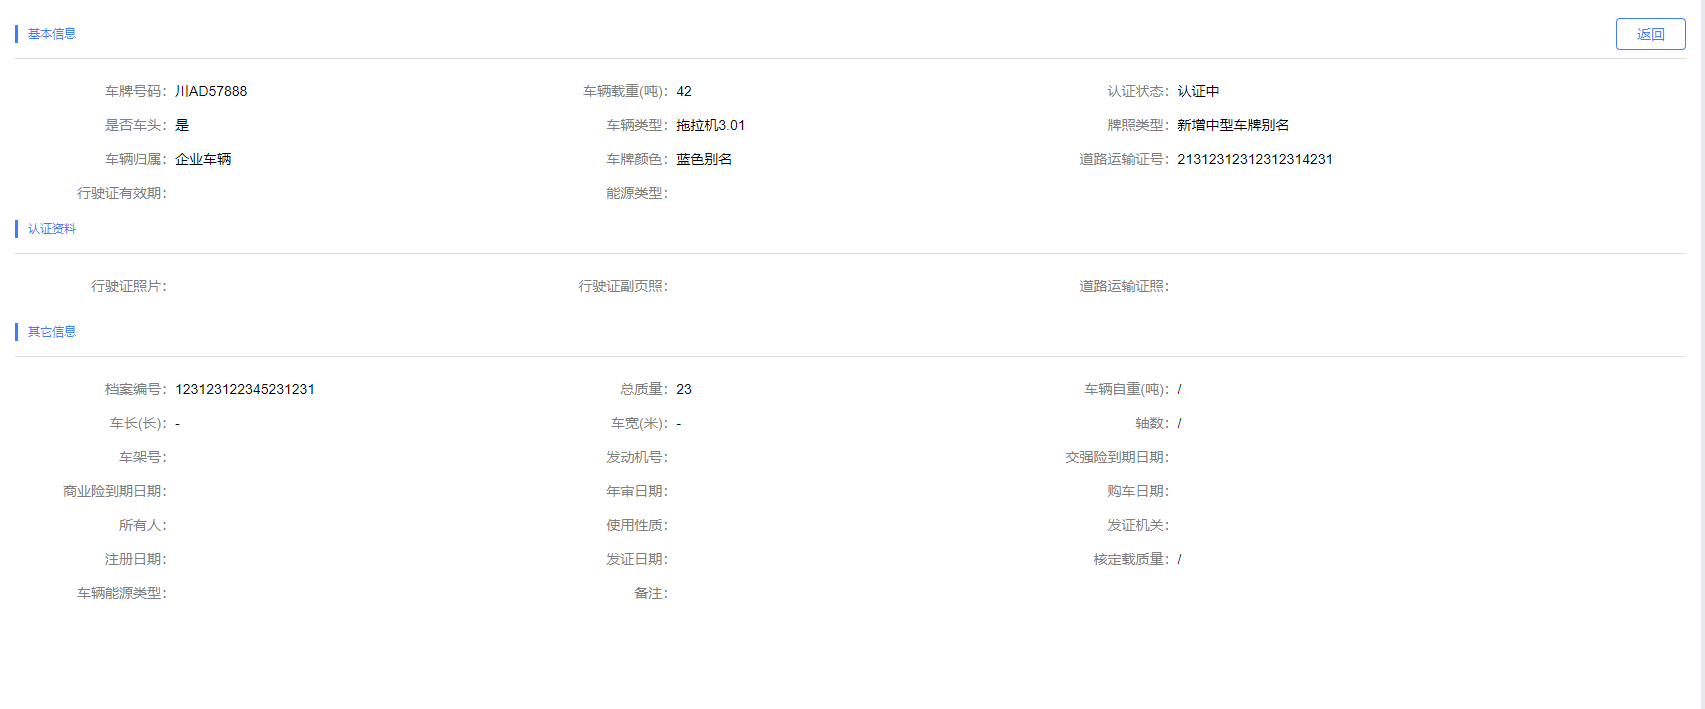 基本信息 返回
车牌号码： 川AD57888 车辆载重(吨)： 42 认证状态： 认证中
是否车头： 是 车辆类型： 拖拉机3.01 牌照类型： 新增中型车牌别名
车辆归属： 企业车辆 车牌颜色： 蓝色别名 道路运输证号： 21312312312312314231
行驶证有效期： 能源类型：
认证资料
行驶证照片： 行驶证副页照： 道路运输证照：
其它信息
档案编号： 123123122345231231 总质量： 23 车辆自重(吨)： /
车长(长)： - 车宽(米)： - 轴数： /
车架号： 发动机号： 交强险到期日期：
商业险到期日期： 年审日期： 购车日期：
所有人： 使用性质： 发证机关：
注册日期： 发证日期： 核定载质量： /
车辆能源类型： 备注：